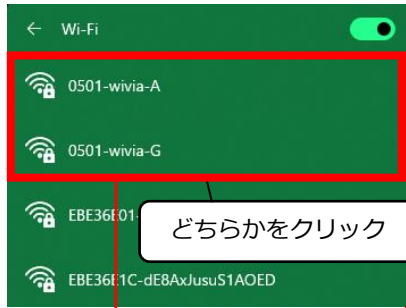 ← Wi-Fi
0501-wivia-A
0501-wivia-G
EBE36E01-
どちらかをクリック
EBE36E1C-dE8AxJusuS1AOED